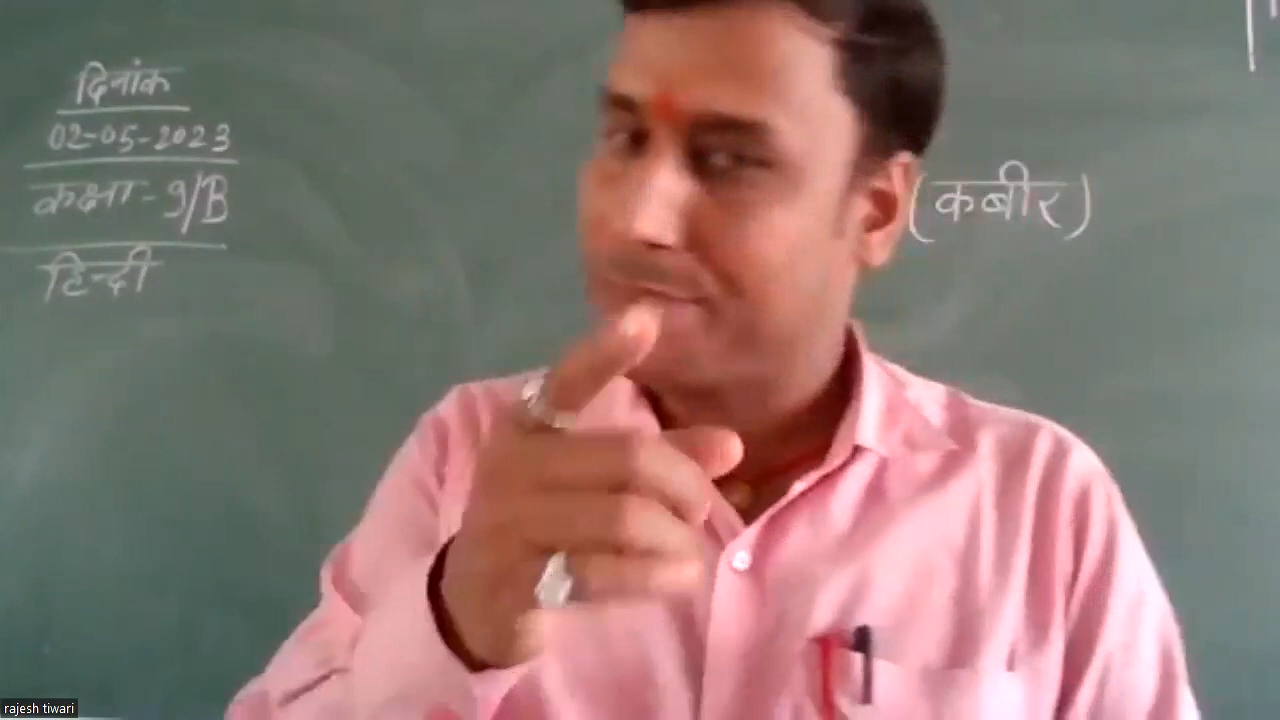 दिनांक
02-05-2023
कक्षा - 9/B
हिन्दी
(कबीर)
rajesh tiwari